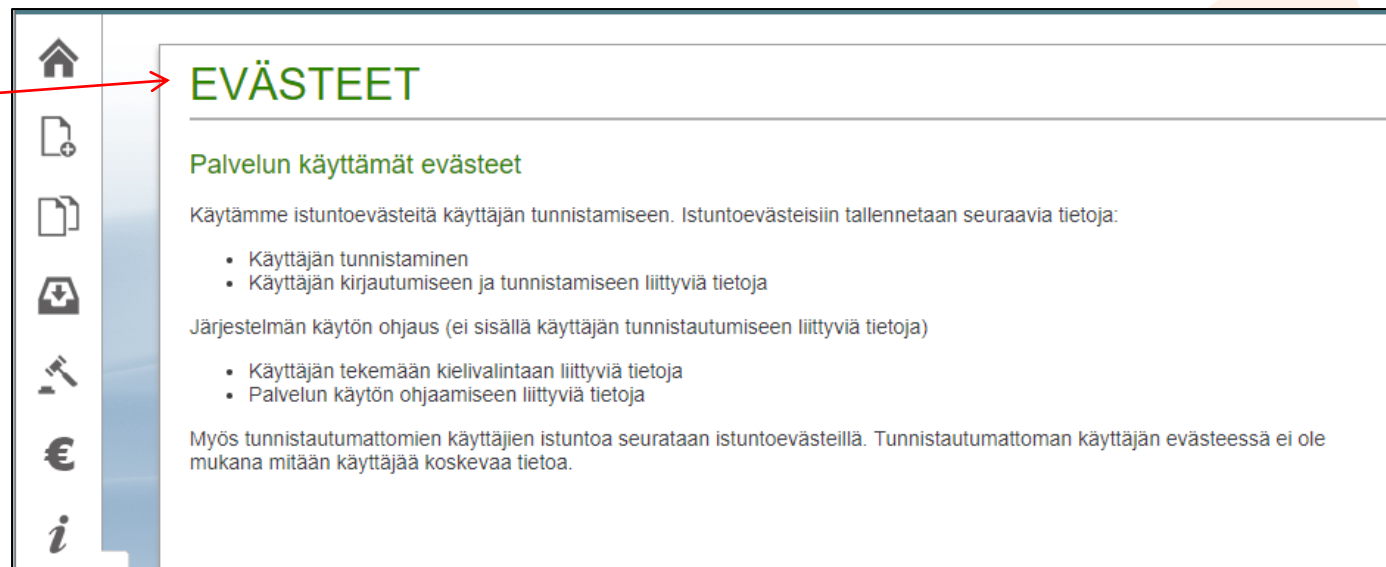 EVÄSTEET
Palvelun käyttämät evästeet
Käytämme istuntoevästeitä käyttäjän tunnistamiseen. Istuntoevästeisiin tallennetaan seuraavia tietoja:
• Käyttäjän tunnistaminen
• Käyttäjän kirjautumiseen ja tunnistamiseen liittyviä tietoja
Järjestelmän käytön ohjaus (ei sisällä käyttäjän tunnistautumiseen liittyviä tietoja)
• Käyttäjän tekemään kielivalintaan liittyviä tietoja
• Palvelun käytön ohjaamiseen liittyviä tietoja
Myös tunnistautumattomien käyttäjien istuntoa seurataan istuntoevästeillä. Tunnistautumattoman käyttäjän evästeessä ei ole
mukana mitään käyttäjää koskevaa tietoa.